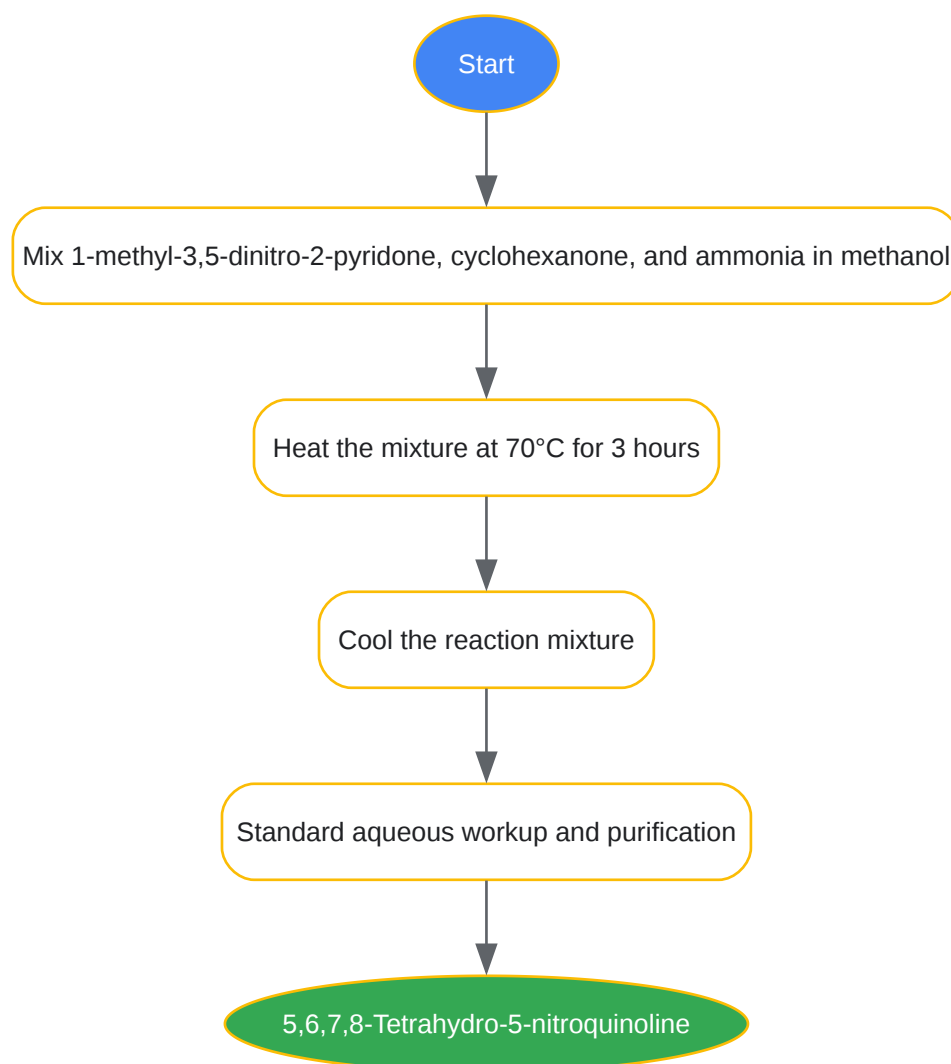 Start
Mix 1-methyl-3,5-dinitro-2-pyridone, cyclohexanone, and ammonia in methanol
Heat the mixture at 70°C for 3 hours
Cool the reaction mixture
Standard aqueous workup and purification
5,6,7,8-Tetrahydro-5-nitroquinoline